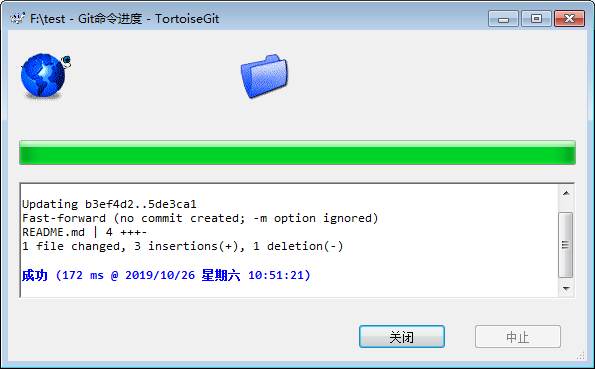 F:\test - Git命令进度 - TortoiseGit
Updating b3ef4d2..5de3ca1
Fast-forward (no commit created; -m option ignored)
README.md | 4 +++-
1 file changed, 3 insertions(+), 1 deletion(-)
成功 (172 ms @ 2019/10/26 星期六 10:51:21)
关闭
中止